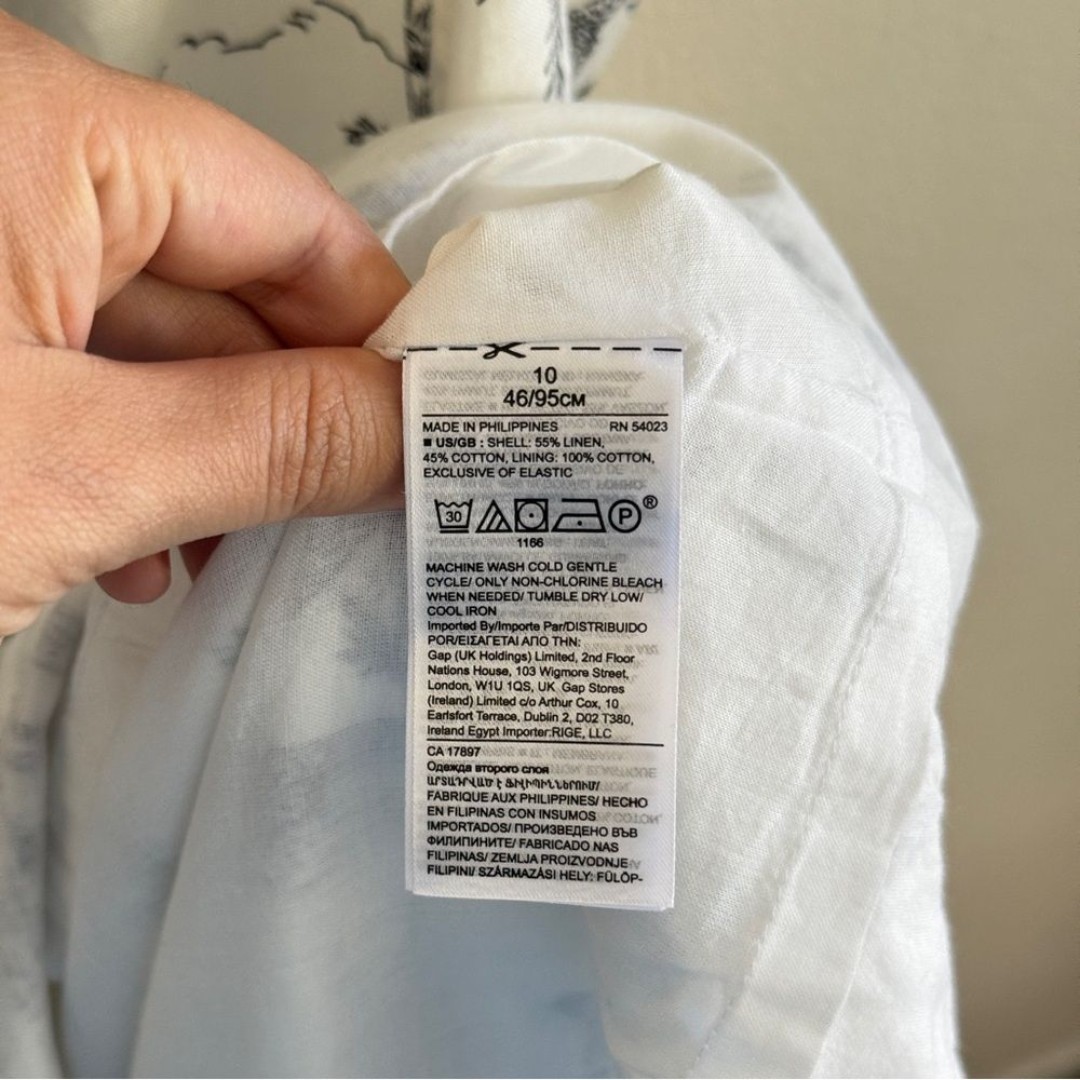 10
46/95CM
MADE IN PHILIPPINES RN 54023
■ US/GB : SHELL: 55% LINEN,
45% COTTON, LINING: 100% COTTON,
EXCLUSIVE OF ELASTIC
30 P ®
1166
MACHINE WASH COLD GENTLE
CYCLE/ ONLY NON-CHLORINE BLEACH
WHEN NEEDED/ TUMBLE DRY LOW/
COOL IRON
Imported By/Importe Par/DISTRIBUIDO
POR/ΕΙΣΑΓΕΤΑΙ ΑΠΟ ΤΗΝ:
Gap (UK Holdings) Limited, 2nd Floor
Nations House, 103 Wigmore Street,
London, W1U 1QS, UK Gap Stores
(Ireland) Limited c/o Arthur Cox, 10
Earlsfort Terrace, Dublin 2, D02 T380,
Ireland Egypt Importer:RIGE, LLC
CA 17897
Одежда второго слоя
ԱՐՏԱԴՐՎԱԾ Է ՖԻԼԻՊԻՆՆԵՐՈՒՄ/
FABRIQUE AUX PHILIPPINES/ HECHO
EN FILIPINAS CON INSUMOS
IMPORTADOS/ ПРОИЗВЕДЕНО ВЪВ
ФИЛИПИНИТЕ/ FABRICADO NAS
FILIPINAS/ ZEMLJA PROIZVODNJE
FILIPINI/ SZÁRMAZÁSI HELY: FÜLÖP-